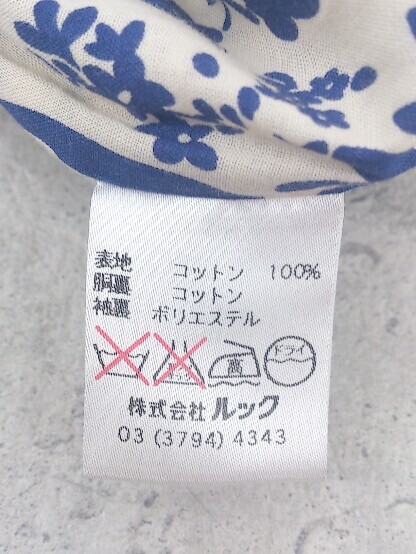 表地 コットン 100%
胴裏 コットン
袖裏 ポリエステル
高 ドライ
株式会社 ルック
03 (3794) 4343